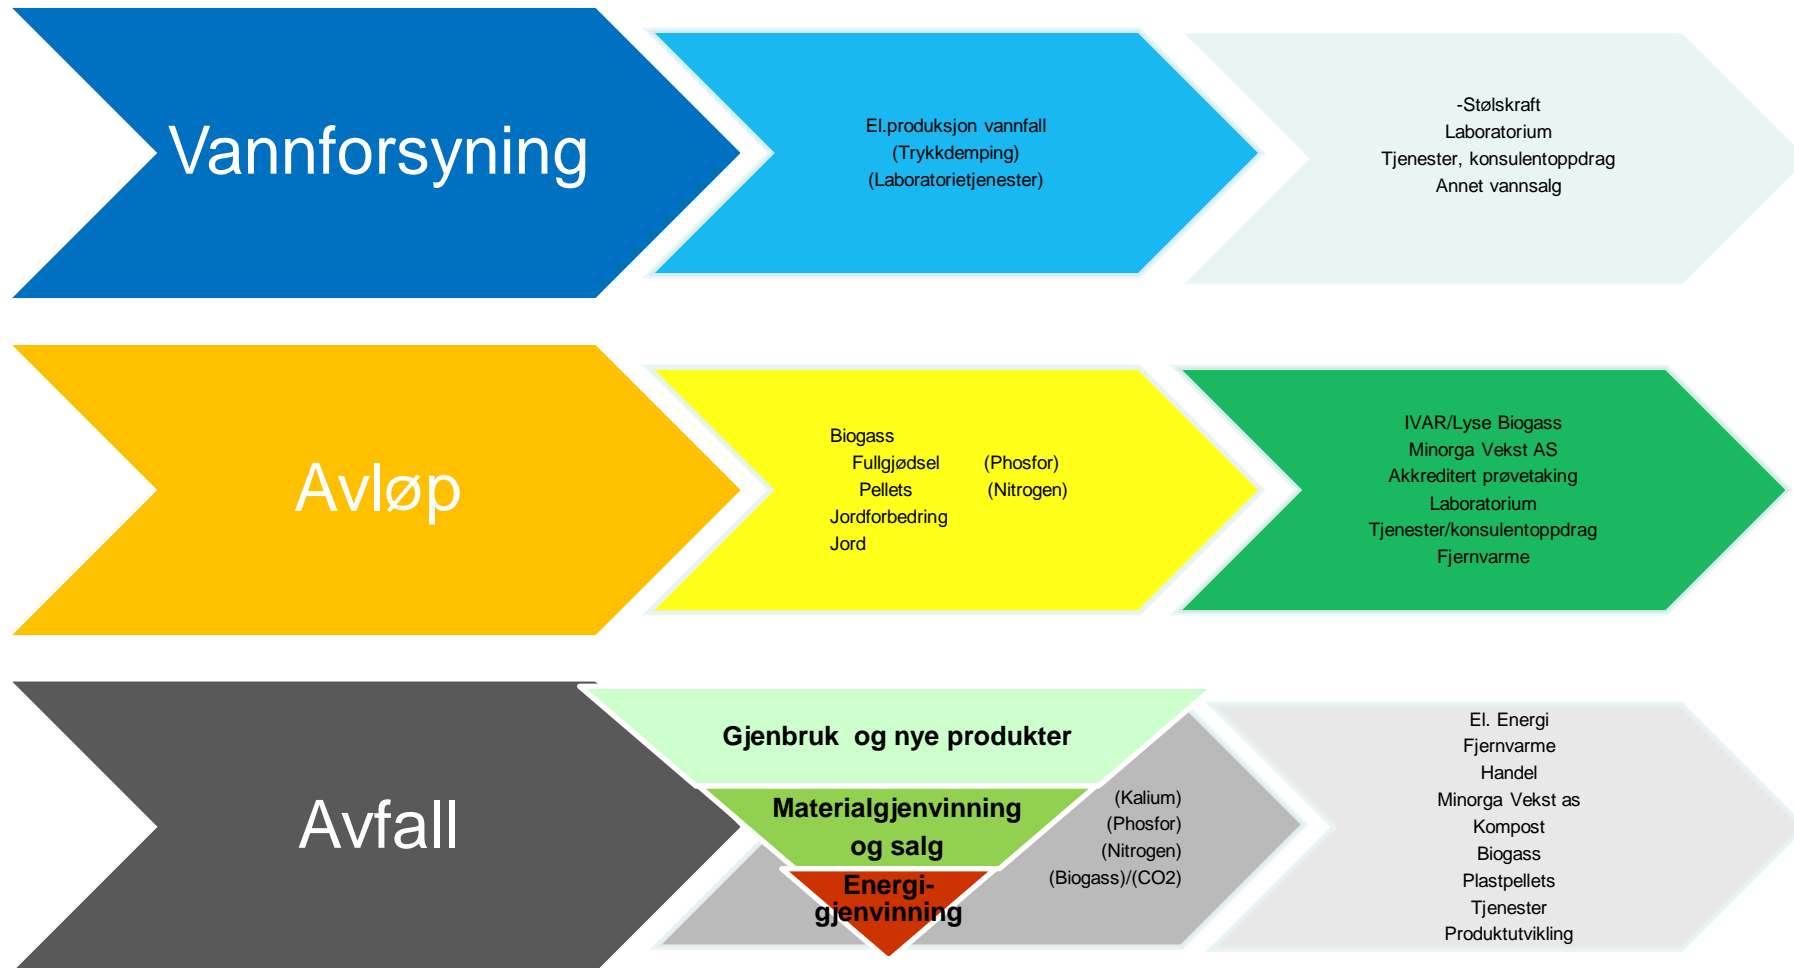 Vannforsyning
El.produksjon vannfall
(Trykkdemping)
(Laboratorietjenester)
-Stølskraft
Laboratorium
Tjenester, konsulentoppdrag
Annet vannsalg
Avløp
Biogass
Fullgjødsel (Phosfor)
Pellets (Nitrogen)
Jordforbedring
Jord
IVAR/Lyse Biogass
Minorga Vekst AS
Akkreditert prøvetaking
Laboratorium
Tjenester/konsulentoppdrag
Fjernvarme
Avfall
Gjenbruk og nye produkter
Materialgjenvinning
og salg
Energi-
gjenvinning
(Kalium)
(Phosfor)
(Nitrogen)
(Biogass)/(CO2)
El. Energi
Fjernvarme
Handel
Minorga Vekst as
Kompost
Biogass
Plastpellets
Tjenester
Produktutvikling